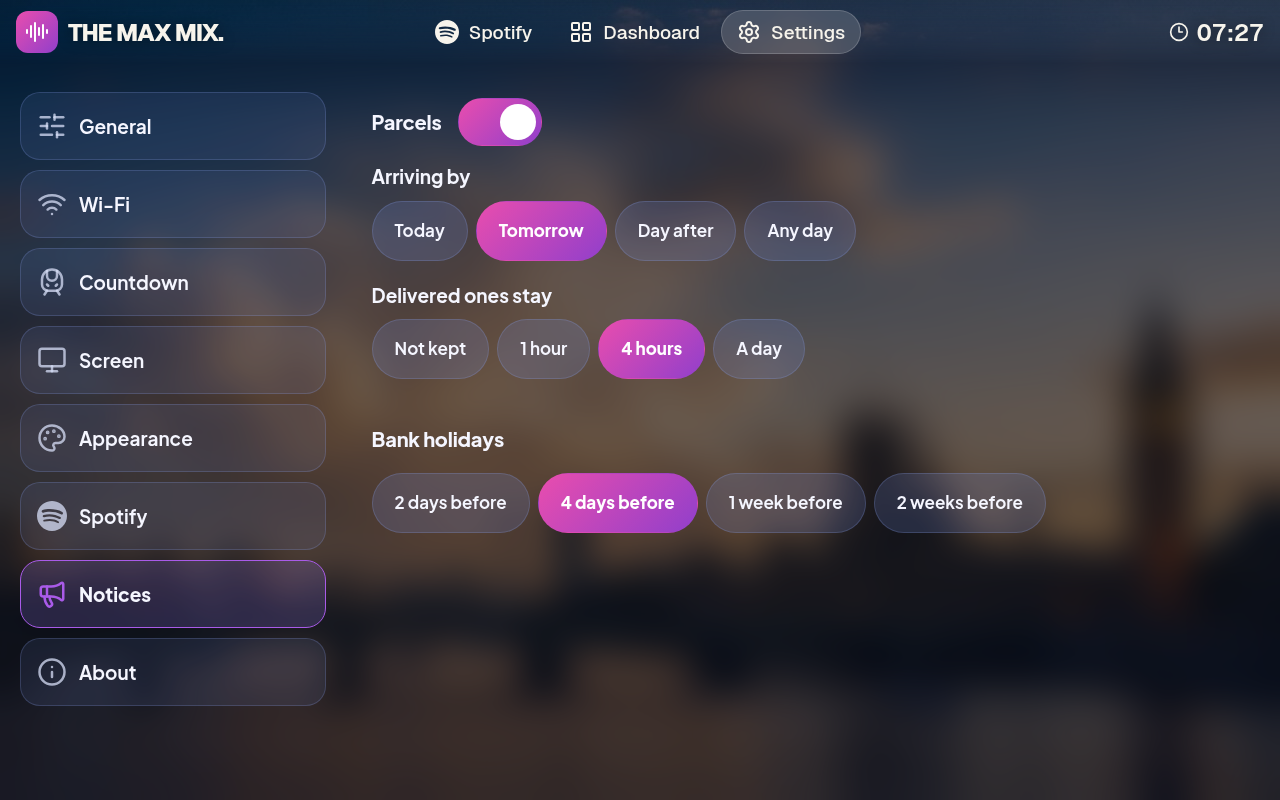 THE MAX MIX.
Spotify
Dashboard
Settings
07:27
General
Wi-Fi
Countdown
Screen
Appearance
Spotify
Notices
About
Parcels
Arriving by
Today Tomorrow Day after Any day
Delivered ones stay
Not kept 1 hour 4 hours A day
Bank holidays
2 days before 4 days before 1 week before 2 weeks before